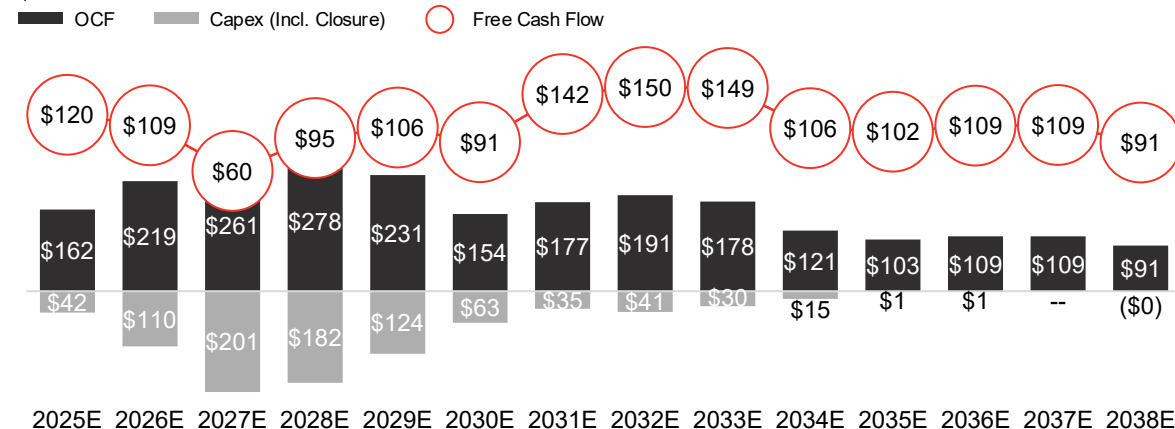 OCF Capex (Incl. Closure) Free Cash Flow
$120 $109 $60 $95 $106 $91 $142 $150 $149 $106 $102 $109 $109 $91
$162 $219 $261 $278 $231 $154 $177 $191 $178 $121 $103 $109 $109 $91
$42 $110 $201 $182 $124 $63 $35 $41 $30 $15 $1 $1 -- ($0)
2025E 2026E 2027E 2028E 2029E 2030E 2031E 2032E 2033E 2034E 2035E 2036E 2037E 2038E